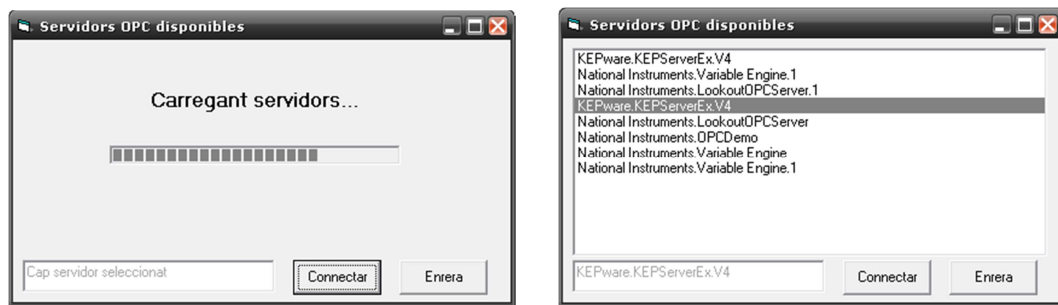 Servidors OPC disponibles
Carregant servidors...
Cap servidor seleccionat
Connectar
Enrera
Servidors OPC disponibles
KEPware.KEPServerEx.V4
National Instruments.Variable Engine.1
National Instruments.LookoutOPCServer.1
KEPware.KEPServerEx.V4
National Instruments.LookoutOPCServer
National Instruments.OPCDemo
National Instruments.Variable Engine
National Instruments.Variable Engine.1
KEPware.KEPServerEx.V4
Connectar
Enrera